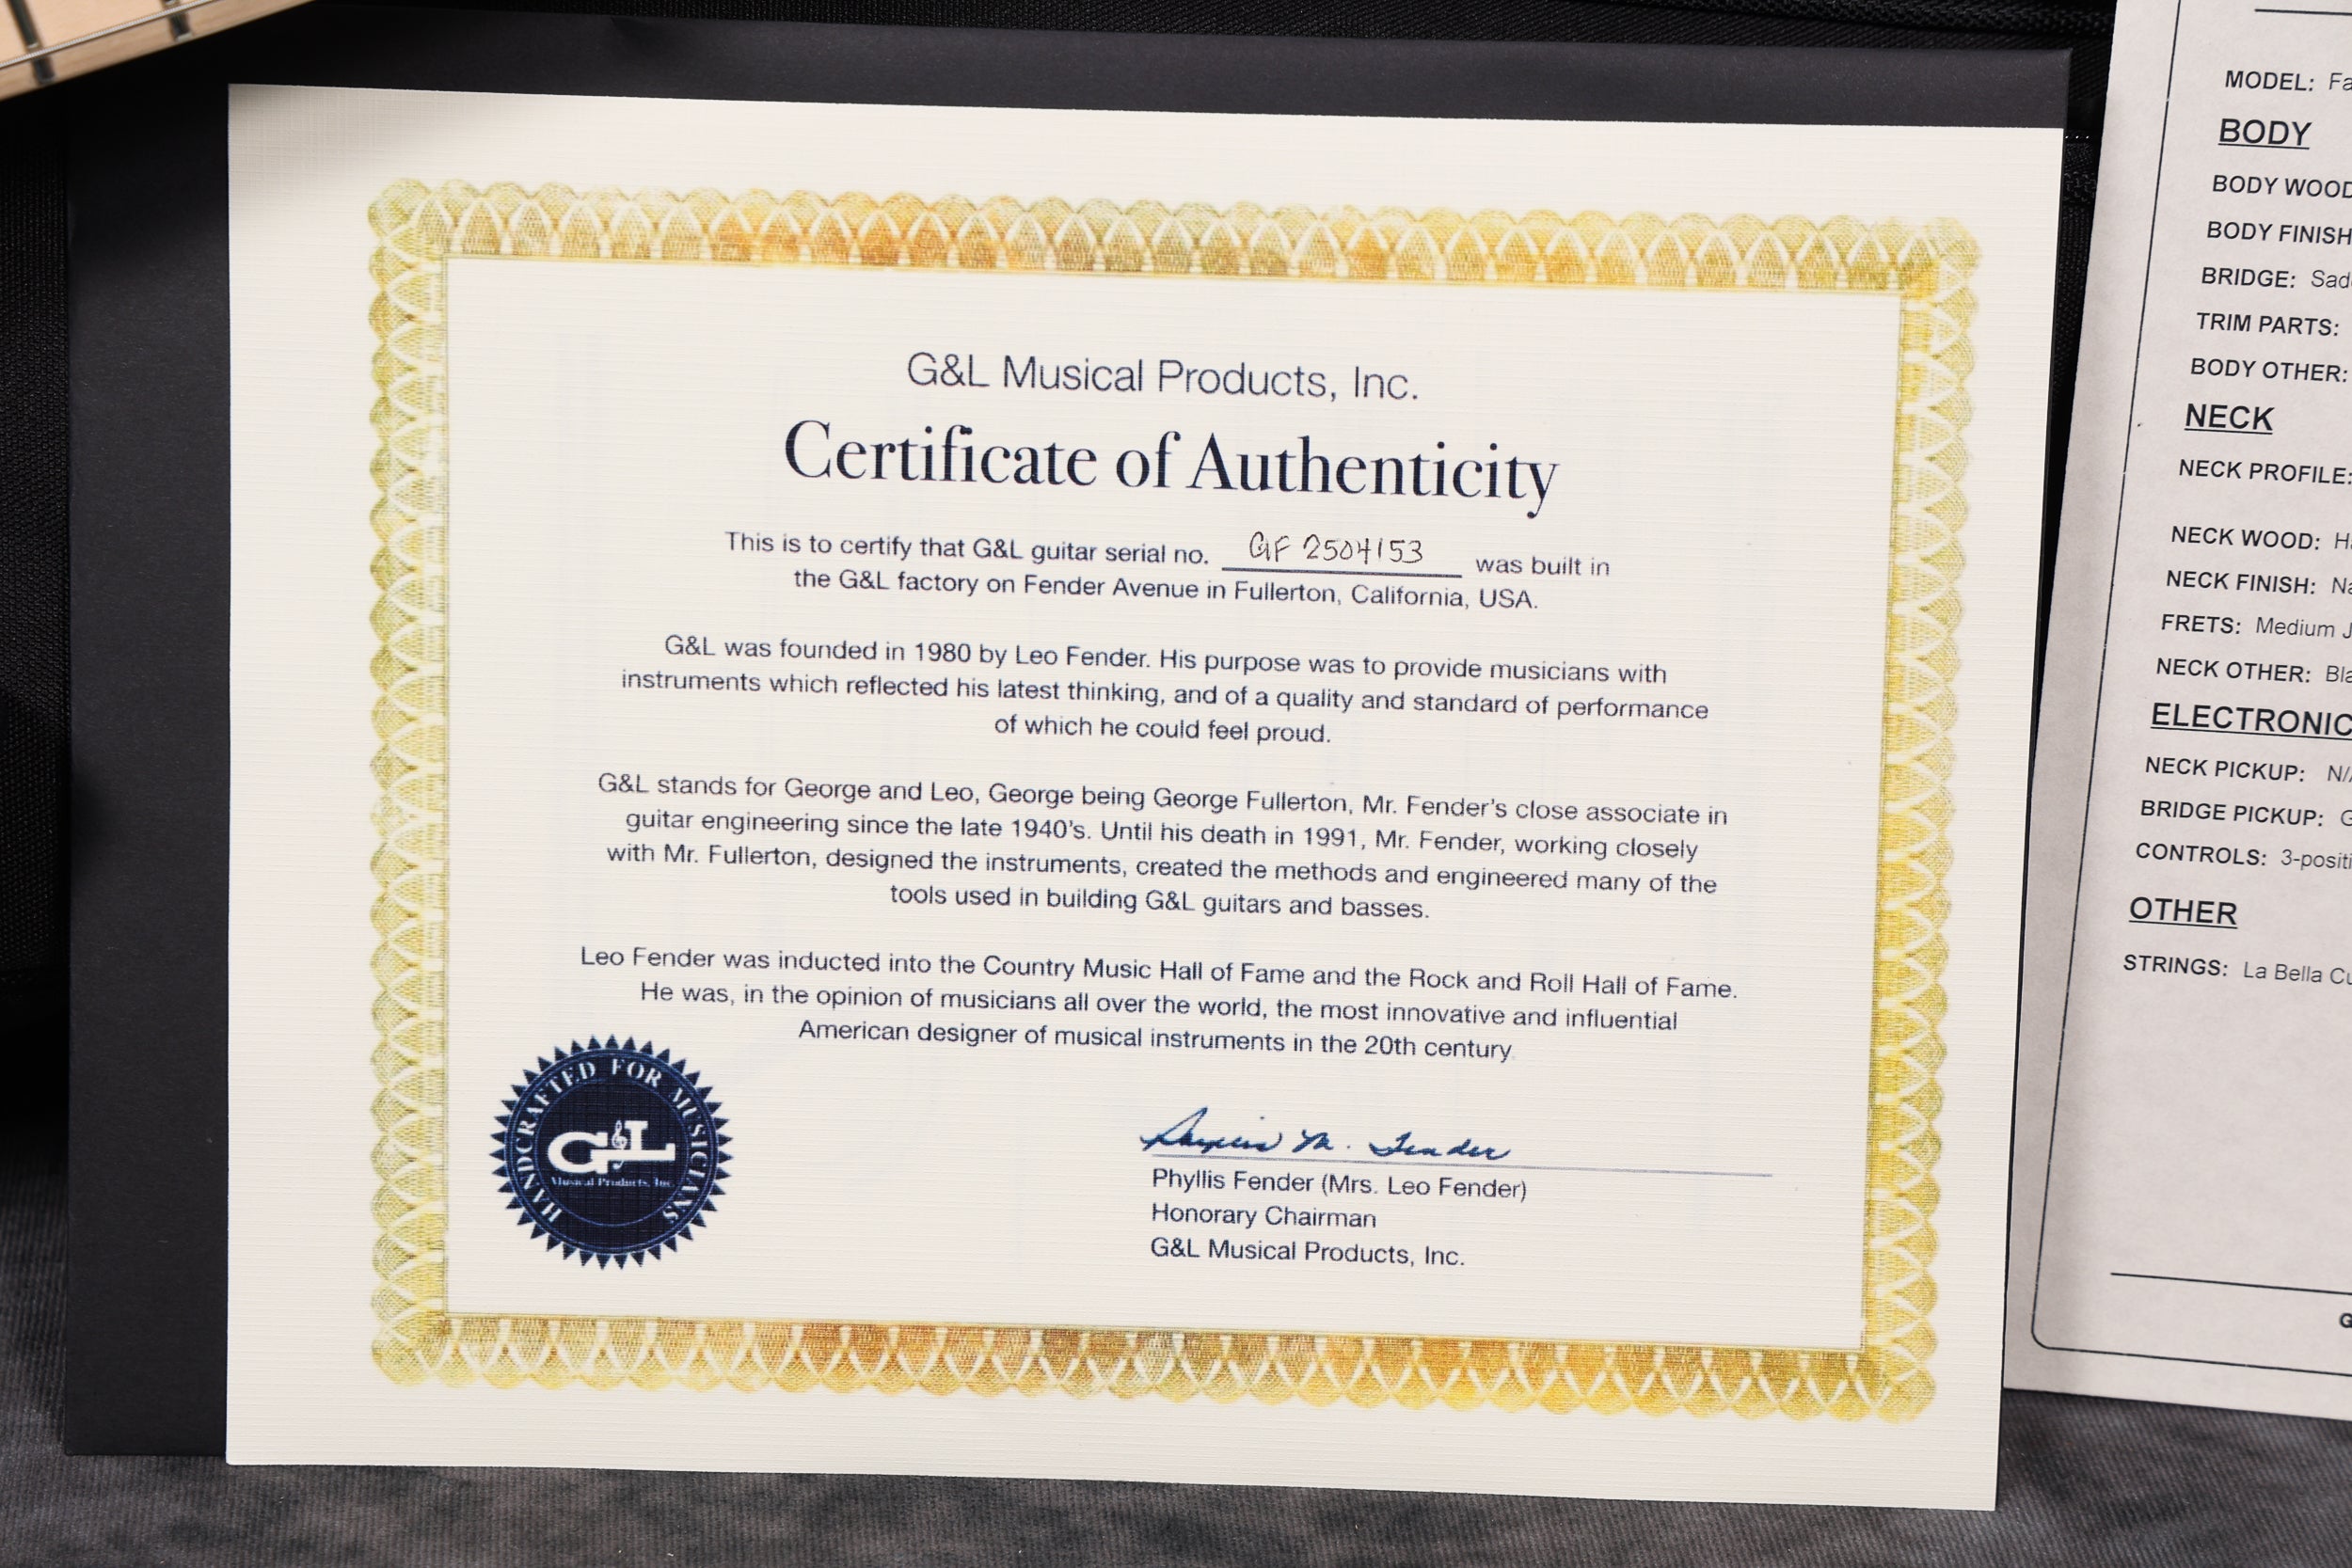 G&L Musical Products, Inc.
Certificate of Authenticity
This is to certify that G&L guitar serial no. GF 2504153 was built in
the G&L factory on Fender Avenue in Fullerton, California, USA.
G&L was founded in 1980 by Leo Fender. His purpose was to provide musicians with
instruments which reflected his latest thinking, and of a quality and standard of performance
of which he could feel proud.
G&L stands for George and Leo, George being George Fullerton, Mr. Fender's close associate in
guitar engineering since the late 1940's. Until his death in 1991, Mr. Fender, working closely
with Mr. Fullerton, designed the instruments, created the methods and engineered many of the
tools used in building G&L guitars and basses.
Leo Fender was inducted into the Country Music Hall of Fame and the Rock and Roll Hall of Fame.
He was, in the opinion of musicians all over the world, the most innovative and influential
American designer of musical instruments in the 20th century.
HANDCRAFTED FOR MUSICIANS
G&L
Musical Products, Inc.
Phyllis M. Fender
Phyllis Fender (Mrs. Leo Fender)
Honorary Chairman
G&L Musical Products, Inc.
MODEL:
BODY
BODY WOOD
BODY FINISH
BRIDGE:
TRIM PARTS:
BODY OTHER:
NECK
NECK PROFILE:
NECK WOOD:
NECK FINISH:
FRETS: Medium
NECK OTHER:
ELECTRONIC
NECK PICKUP:
BRIDGE PICKUP:
CONTROLS: 3-positi
OTHER
STRINGS: La Bella